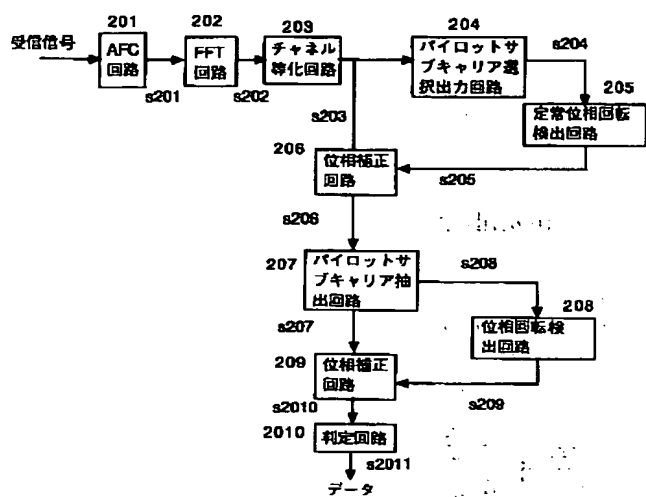 受信信号
201
AFC
回路
s201
202
FFT
回路
s202
203
チャネル
等化回路
s203
204
パイロットサ
ブキャリア選
択出力回路
s204
205
定常位相回転
検出回路
s205
206
位相補正
回路
s206
207
パイロットサ
ブキャリア抽
出回路
s207
s208
208
位相回転検
出回路
s209
209
位相補正
回路
s2010
2010
判定回路
s2011
データ